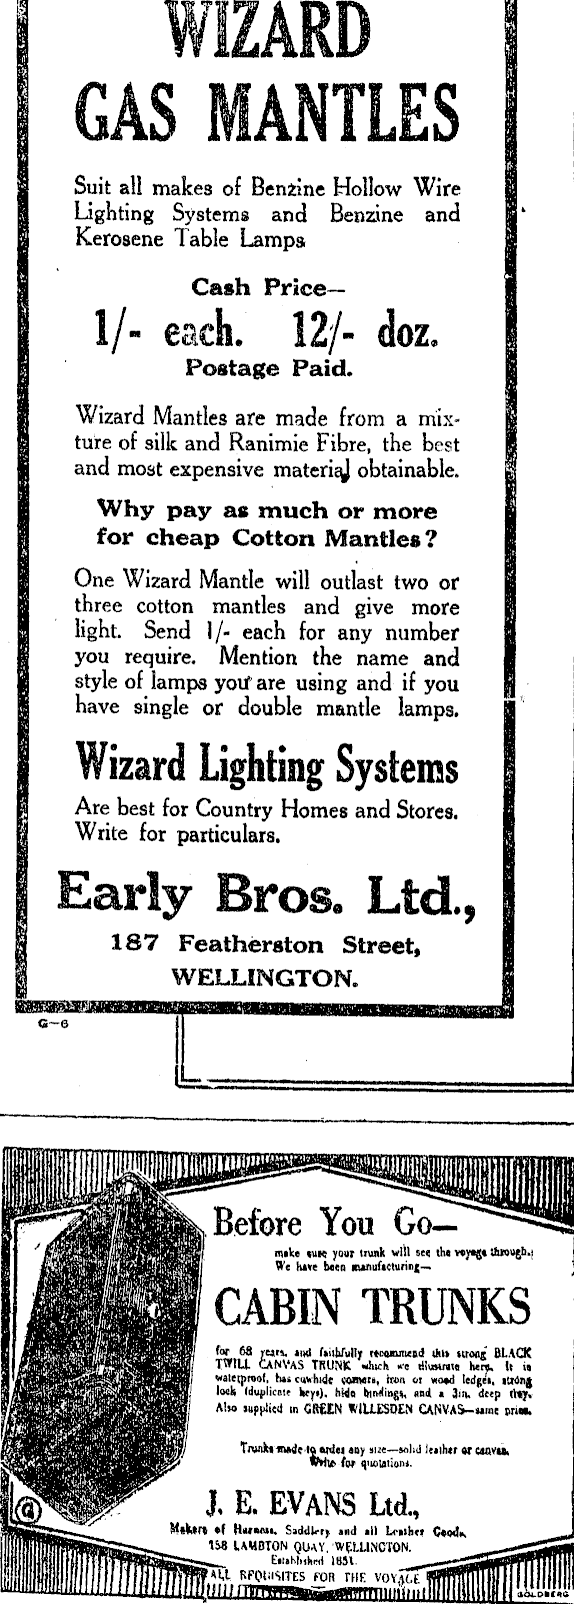 WIZARD
GAS MANTLES
Suit all makes of Benzine Hollow Wire
Lighting Systems and Benzine and
Kerosene Table Lamps
Cash Price—
1/- each. 12/- doz.
Postage Paid.
Wizard Mantles are made from a mix-
ture of silk and Ranimie Fibre, the best
and most expensive material obtainable.
Why pay as much or more
for cheap Cotton Mantles?
One Wizard Mantle will outlast two or
three cotton mantles and give more
light. Send 1/- each for any number
you require. Mention the name and
style of lamps you are using and if you
have single or double mantle lamps.
Wizard Lighting Systems
Are best for Country Homes and Stores.
Write for particulars.
Early Bros. Ltd.,
187 Featherston Street,
WELLINGTON.
G—6
Before You Go—
make sure your trunk will see the voyage through.
We have been manufacturing—
CABIN TRUNKS
for 68 years, and faithfully recommend this strong BLACK
TWILL CANVAS TRUNK which we illustrate here. It is
waterproof, has cowhide corners, iron or wood ledges, strong
lock (duplicate keys), hide bindings, and a 3in. deep tray.
Also supplied in GREEN WILLESDEN CANVAS—same price.
Trunks made to order any size—solid leather or canvas.
Write for quotations.
J. E. EVANS Ltd.,
Makers of Harness, Saddlery and all Leather Goods,
158 LAMBTON QUAY, WELLINGTON.
Established 1851.
ALL REQUISITES FOR THE VOYAGE
G
GOLDBERG